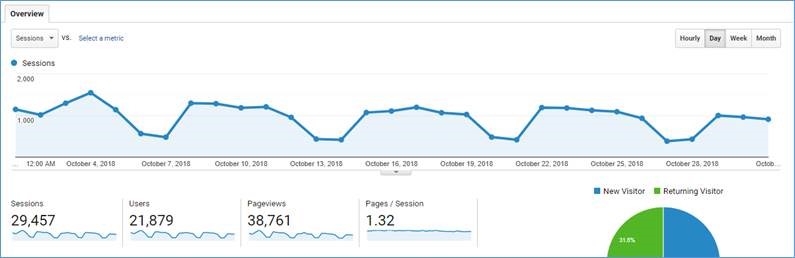 Overview
Sessions vs. Select a metric
Hourly Day Week Month
Sessions
2,000
1,000
... 12:00 AM October 4, 2018 October 7, 2018 October 10, 2018 October 13, 2018 October 16, 2018 October 19, 2018 October 22, 2018 October 25, 2018 October 28, 2018 Octob...
New Visitor Returning Visitor
Sessions Users Pageviews Pages / Session
29,457 21,879 38,761 1.32
31.8%